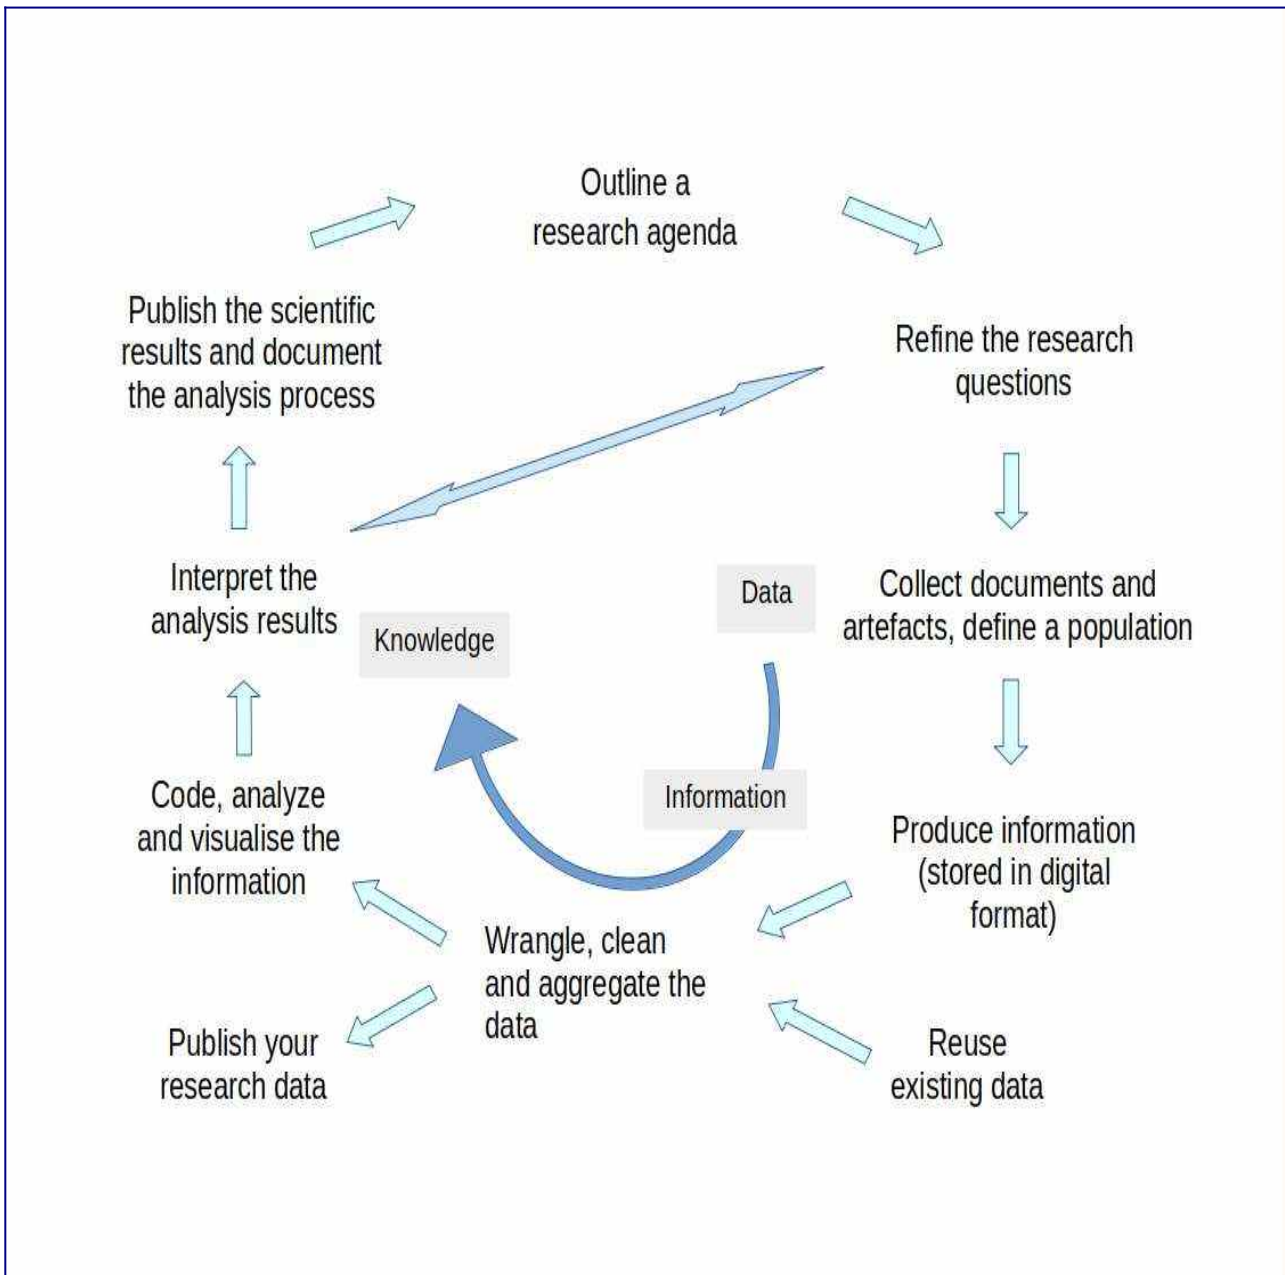 Outline a
research agenda
Refine the research
questions
Collect documents and
artefacts, define a population
Produce information
(stored in digital
format)
Reuse
existing data
Wrangle, clean
and aggregate the
data
Publish your
research data
Code, analyze
and visualise the
information
Interpret the
analysis results
Publish the scientific
results and document
the analysis process
Data
Information
Knowledge